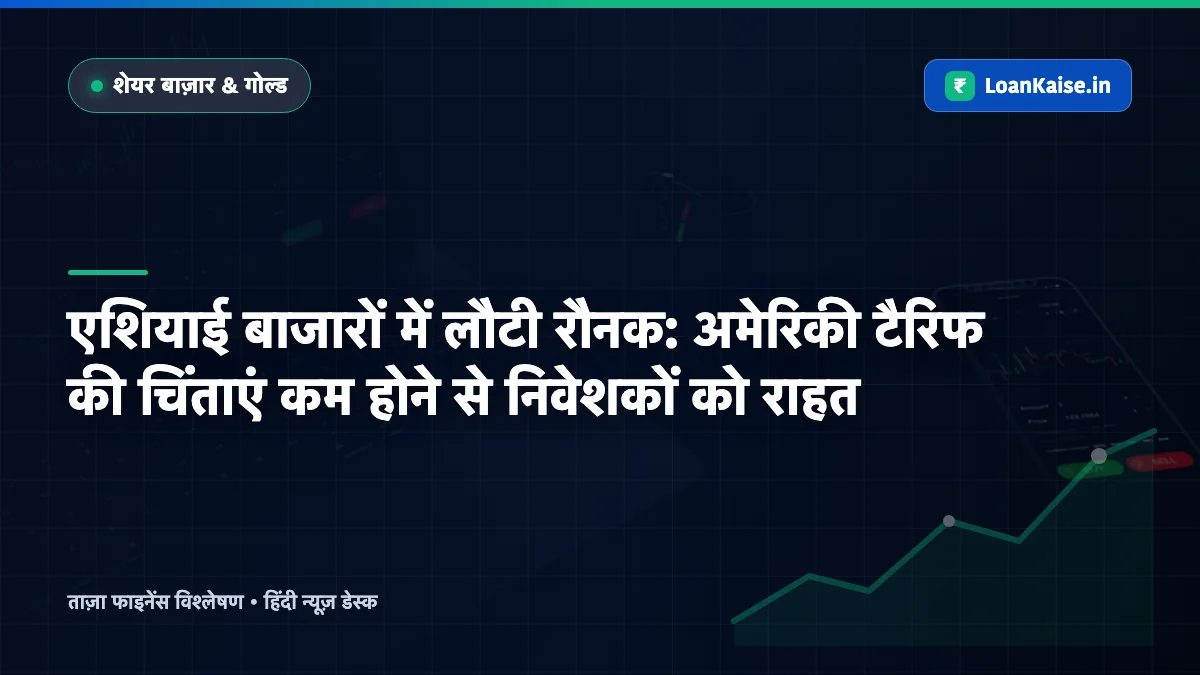 शेयर बाज़ार & गोल्ड
₹ LoanKaise.in
एशियाई बाजारों में लौटी रौनक: अमेरिकी टैरिफ
की चिंताएं कम होने से निवेशकों को राहत
ताज़ा फाइनेंस विश्लेषण • हिंदी न्यूज़ डेस्क